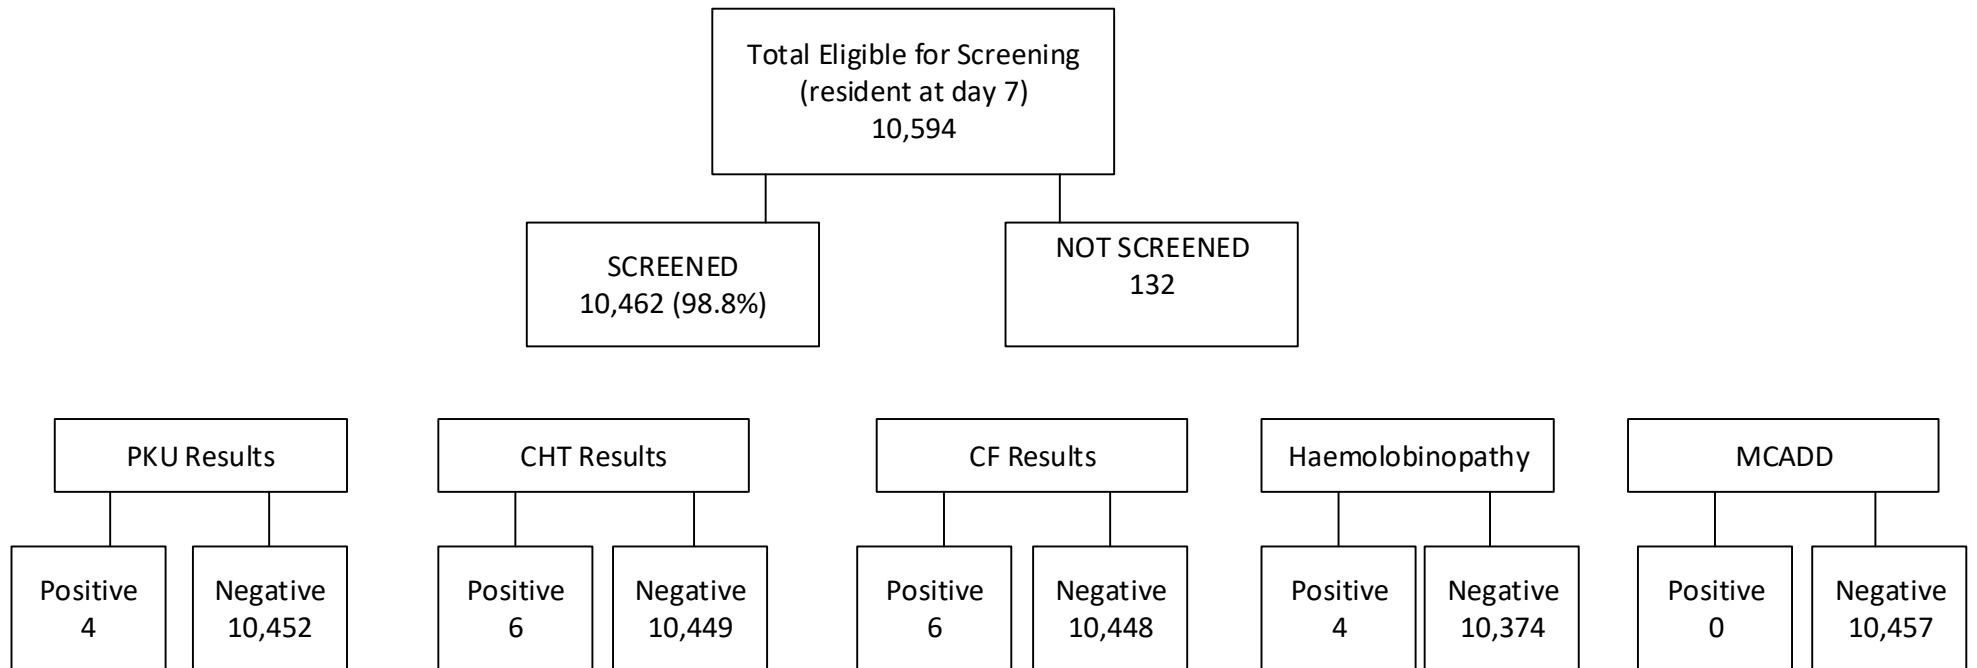 Total Eligible for Screening
(resident at day 7)
10,594
SCREENED
10,462 (98.8%)
NOT SCREENED
132
PKU Results
CHT Results
CF Results
Haemolobinopathy
MCADD
Positive
4
Negative
10,452
Positive
6
Negative
10,449
Positive
6
Negative
10,448
Positive
4
Negative
10,374
Positive
0
Negative
10,457